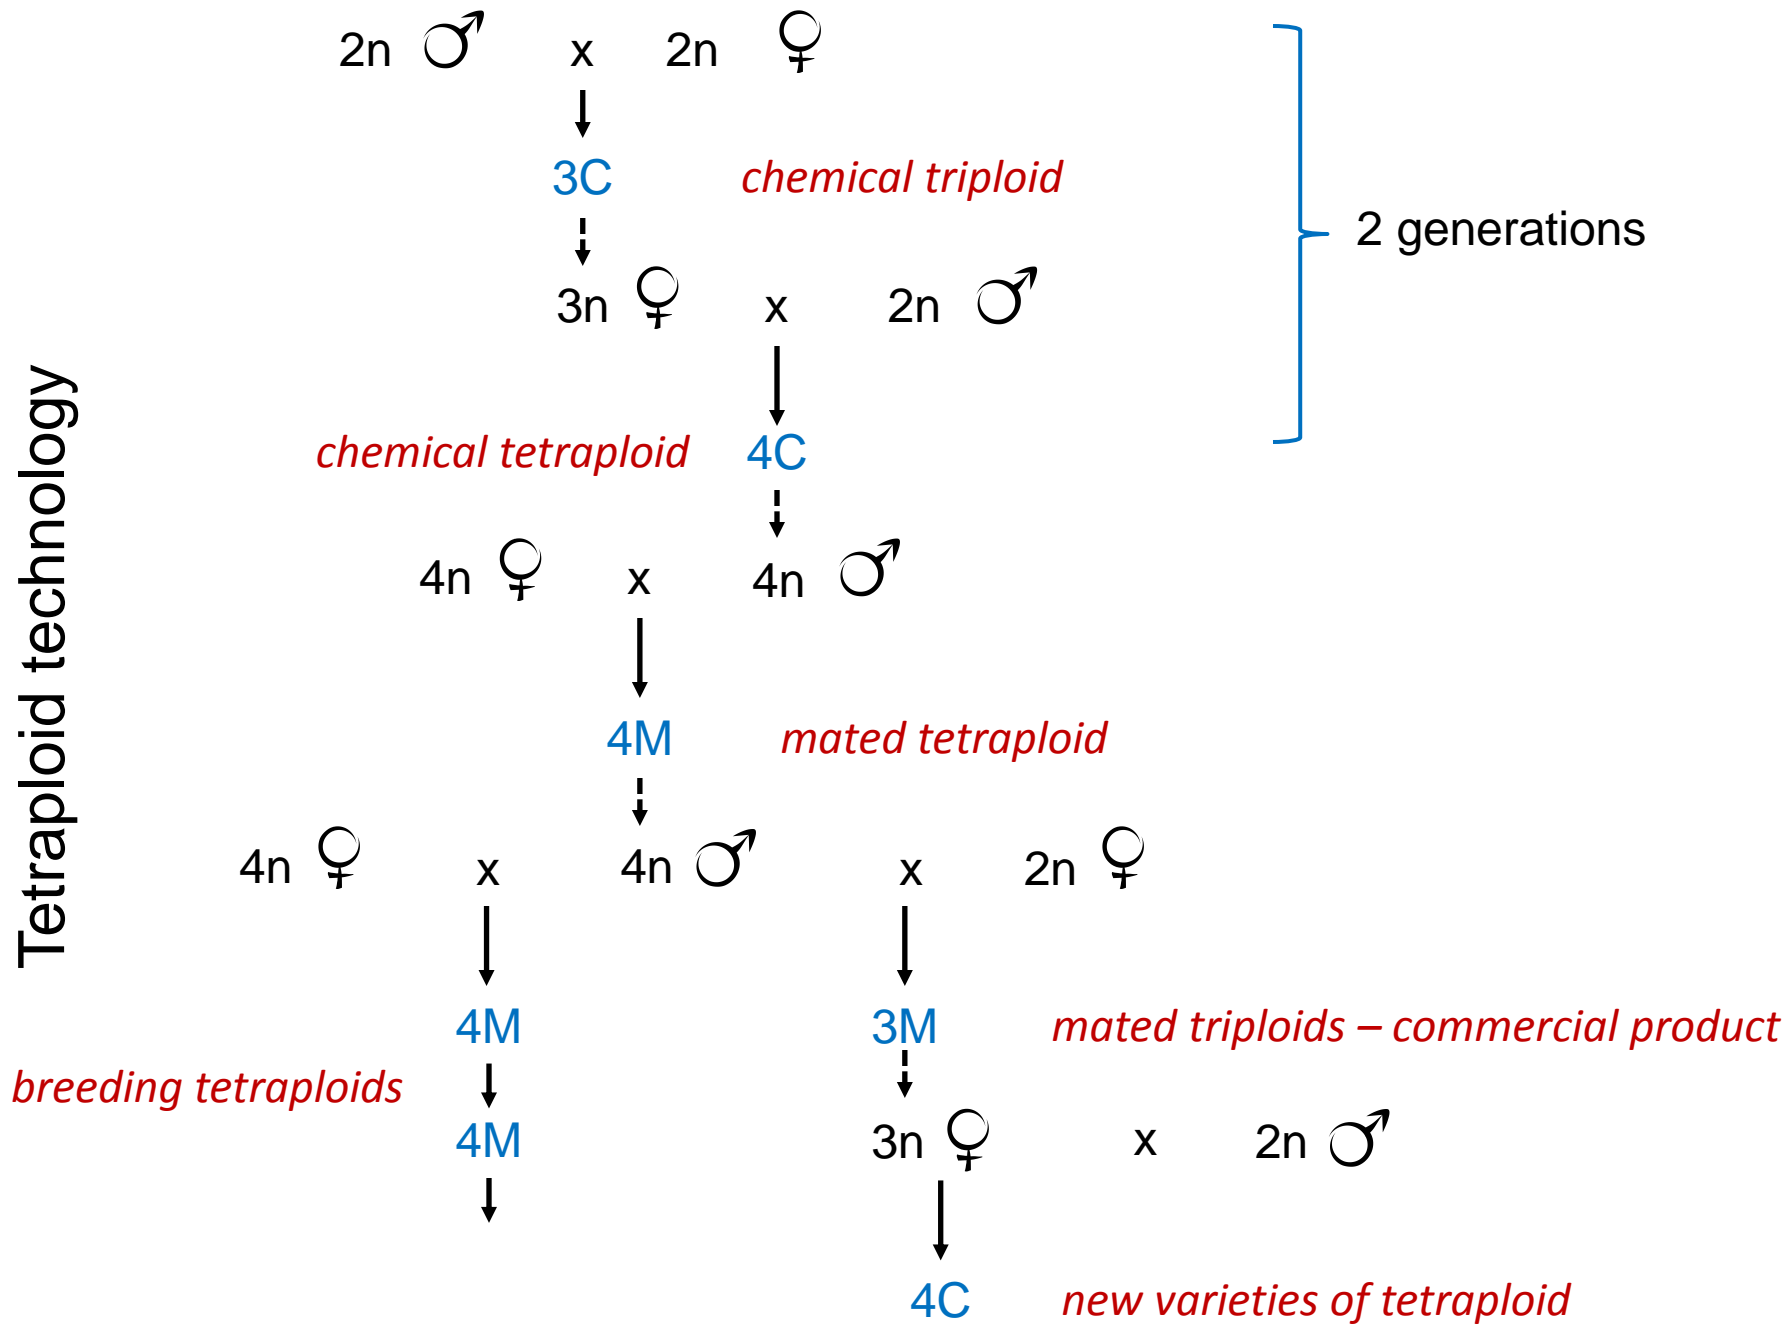 Tetraploid technology
2n ♂ x 2n ♀
3C chemical triploid
2 generations
3n ♀ x 2n ♂
chemical tetraploid 4C
4n ♀ x 4n ♂
4M mated tetraploid
4n ♀ x 4n ♂ x 2n ♀
4M 3M mated triploids – commercial product
breeding tetraploids
4M 3n ♀ x 2n ♂
4C new varieties of tetraploid